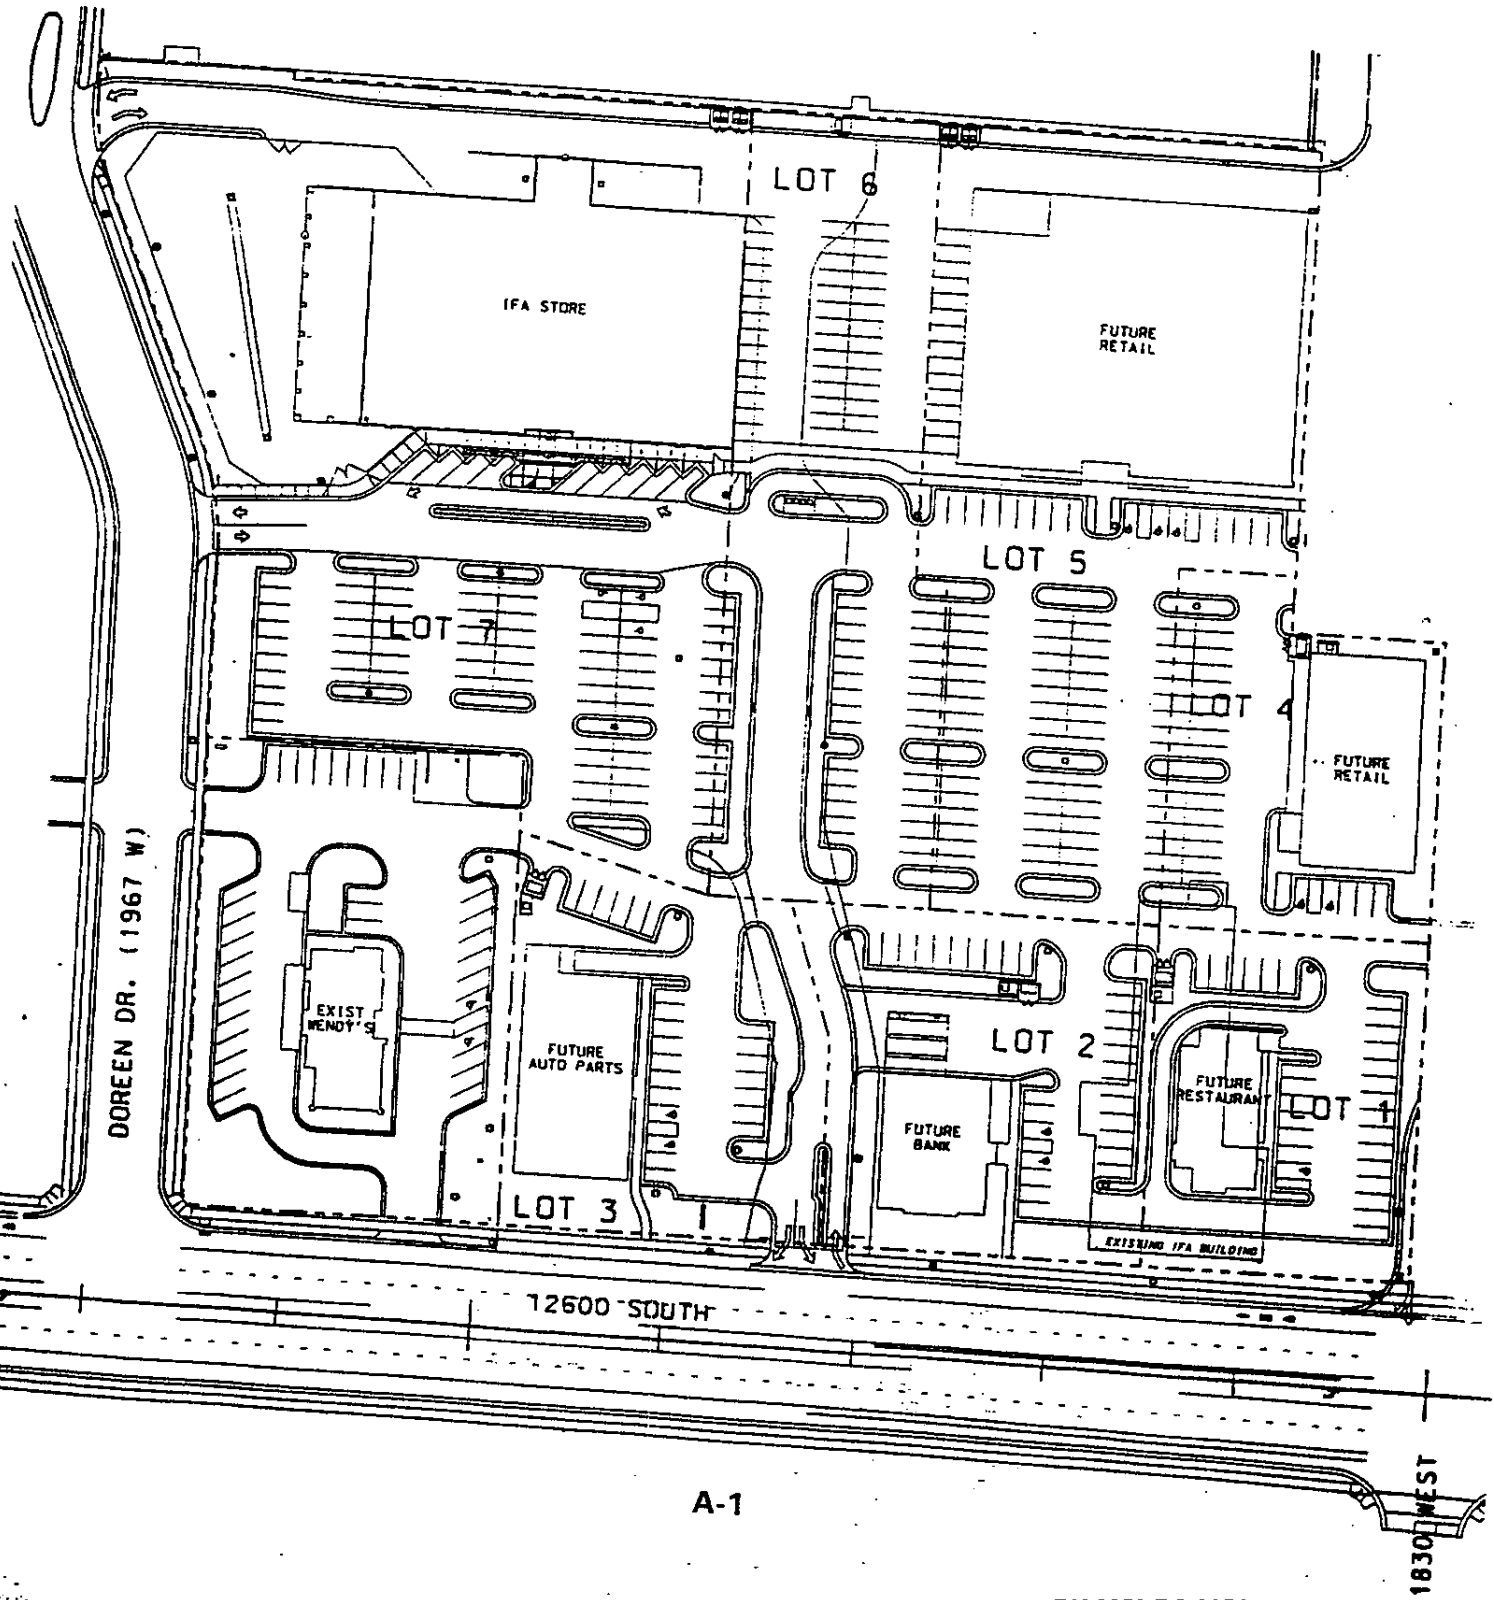 LOT 6
IFA STORE
FUTURE
RETAIL
LOT 5
LOT 7
LOT 4
FUTURE
RETAIL
DOREEN DR. (1967 W)
EXIST
WENDY'S
FUTURE
AUTO PARTS
LOT 2
FUTURE
RESTAURANT
LOT 1
FUTURE
BANK
LOT 3
EXISTING IFA BUILDING
12600 SOUTH
A-1
1830 WEST